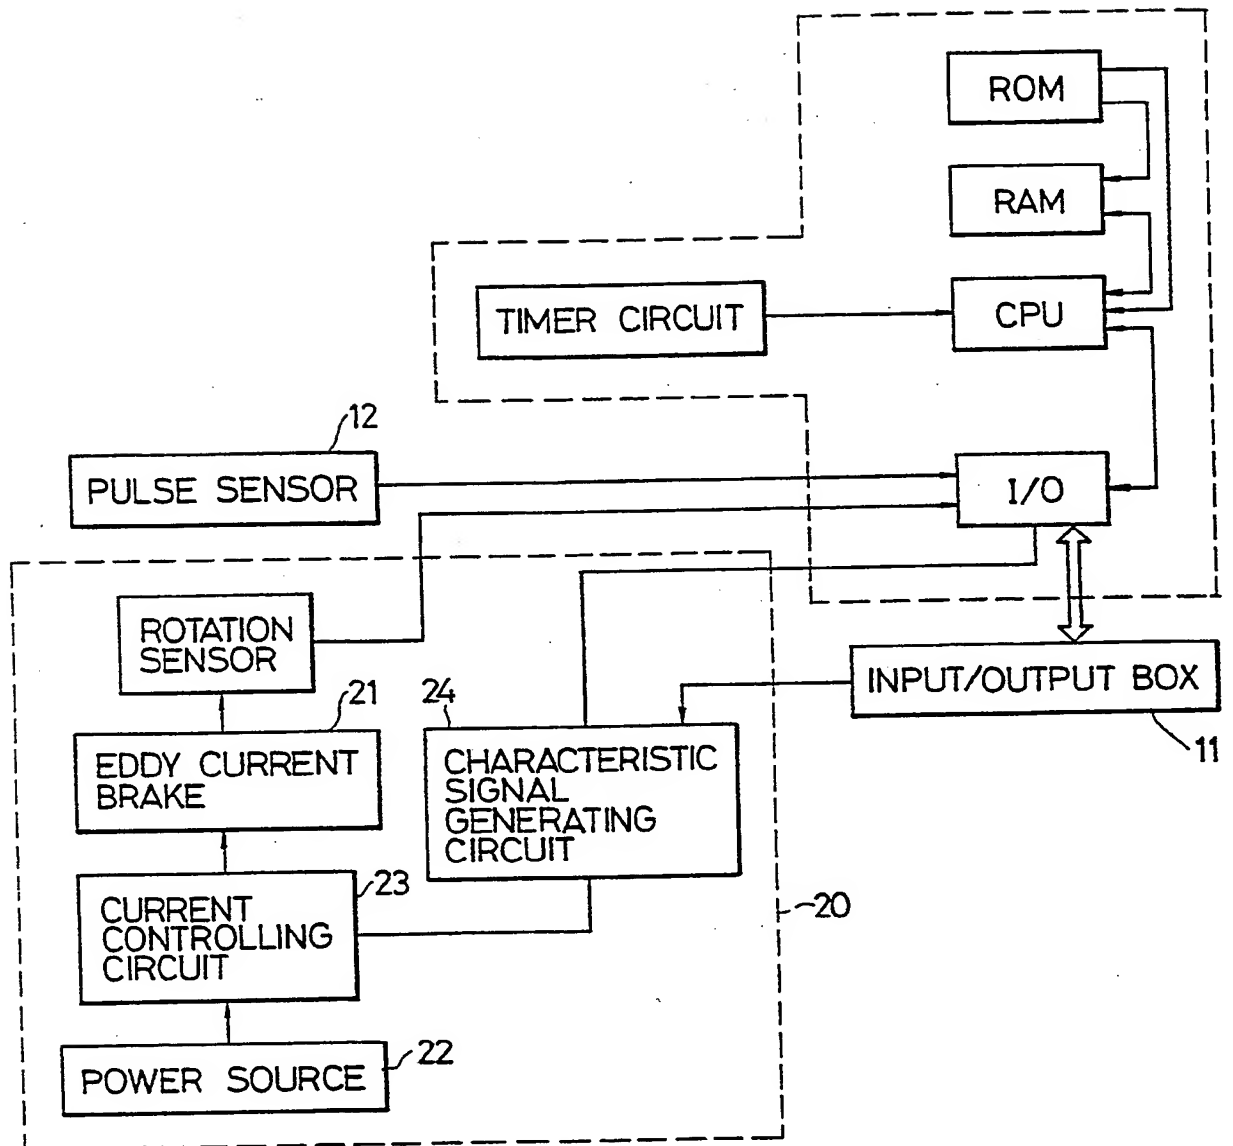 ROM
RAM
TIMER CIRCUIT
CPU
12
PULSE SENSOR
I/O
ROTATION
SENSOR
INPUT/OUTPUT BOX
11
21
24
EDDY CURRENT
BRAKE
CHARACTERISTIC
SIGNAL
GENERATING
CIRCUIT
23
20
CURRENT
CONTROLLING
CIRCUIT
22
POWER SOURCE